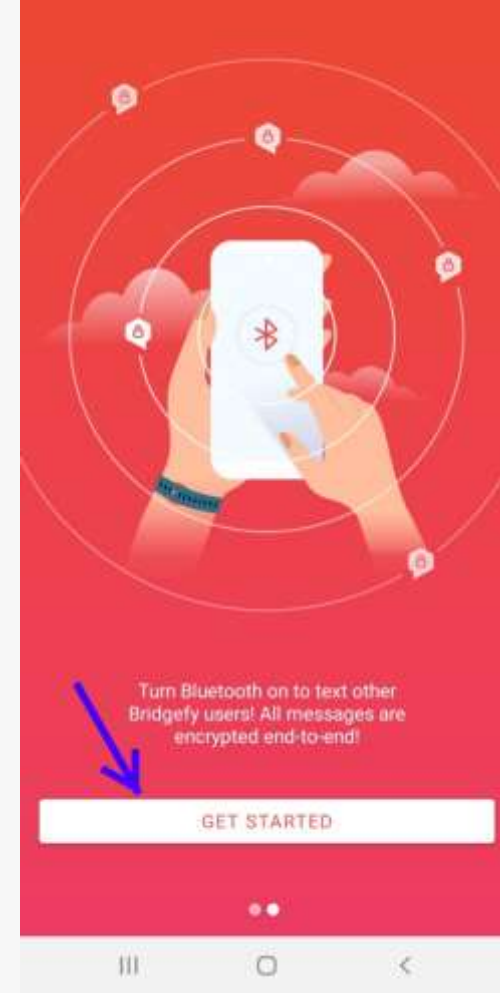 Turn Bluetooth on to text other
Bridgefy users! All messages are
encrypted end-to-end!
GET STARTED